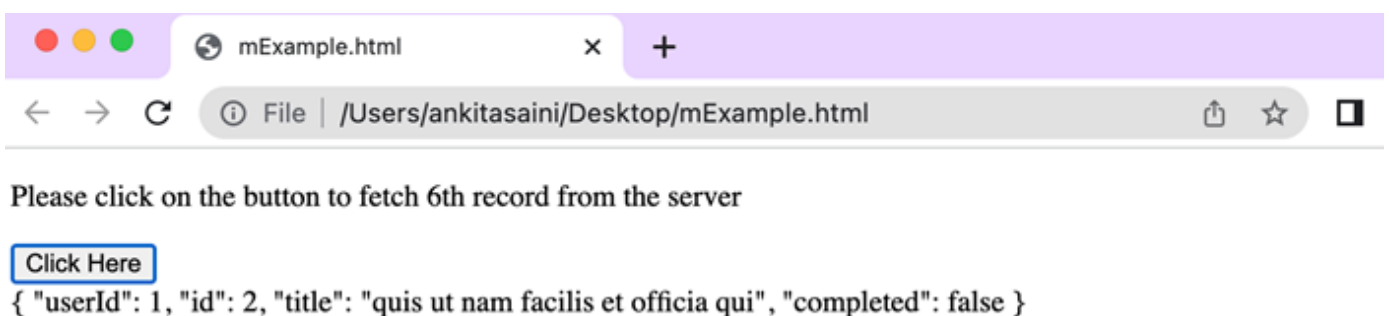 mExample.html
File | /Users/ankitasaini/Desktop/mExample.html
Please click on the button to fetch 6th record from the server
Click Here
{ "userId": 1, "id": 2, "title": "quis ut nam facilis et officia qui", "completed": false }